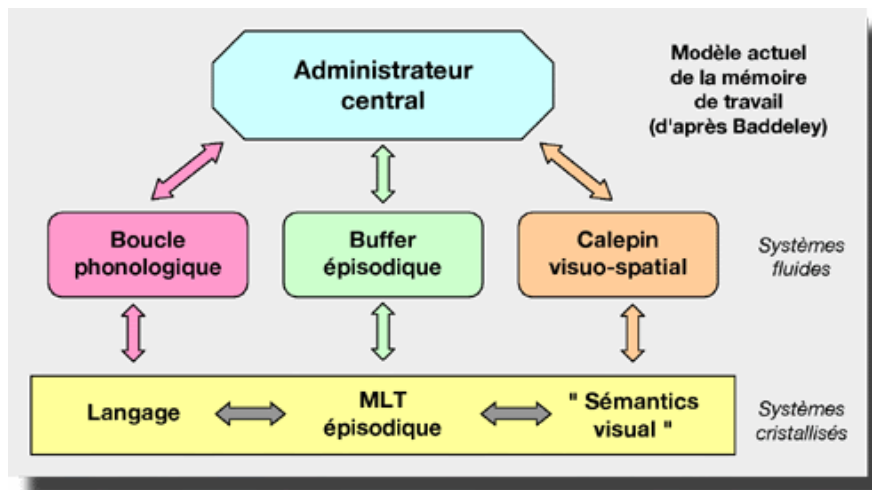 Administrateur
central
Modèle actuel
de la mémoire
de travail
(d'après Baddeley)
Boucle
phonologique
Buffer
épisodique
Calepin
visuo-spatial
Systèmes
fluides
Langage
MLT
épisodique
" Sémantics
visual "
Systèmes
cristallisés